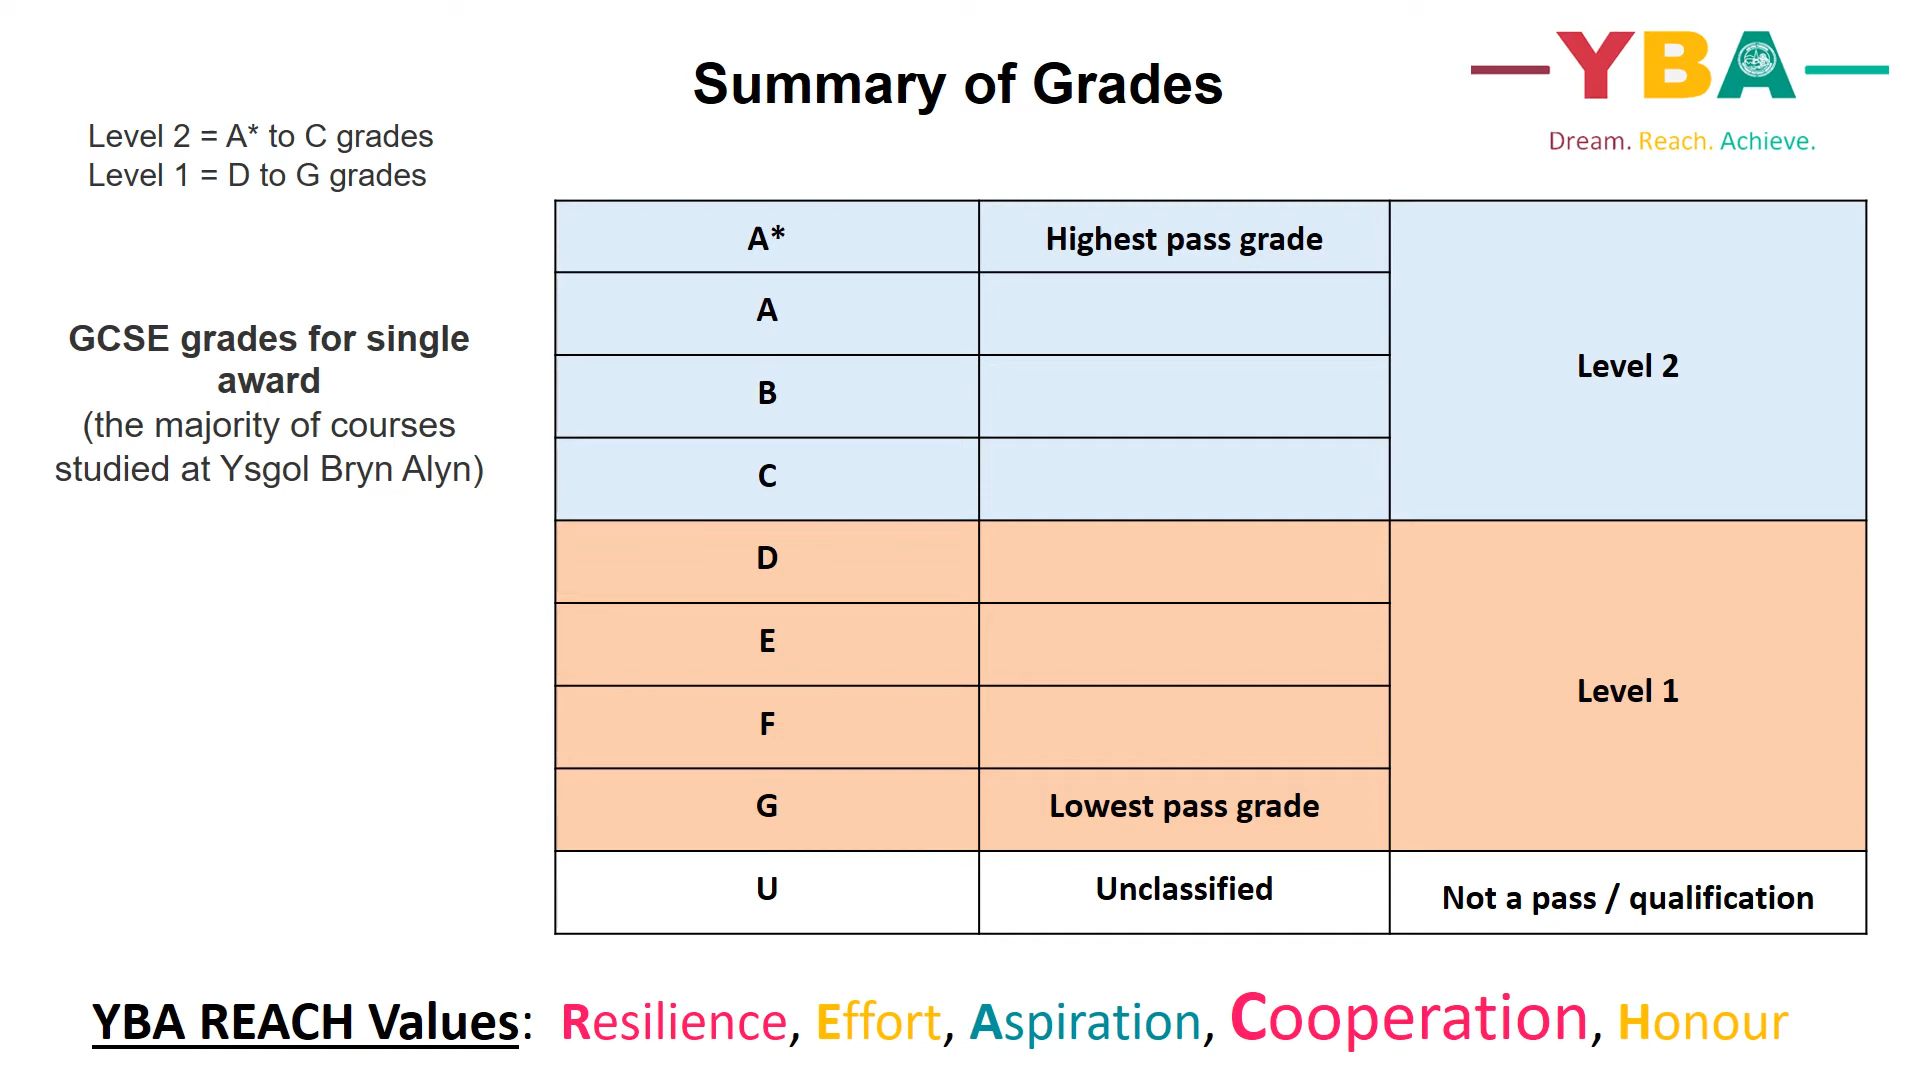 Summary of Grades
YBA
Dream. Reach. Achieve.
Level 2 = A* to C grades
Level 1 = D to G grades
GCSE grades for single
award
(the majority of courses
studied at Ysgol Bryn Alyn)
A* Highest pass grade
A
B
Level 2
C
D
E
Level 1
F
G Lowest pass grade
U Unclassified Not a pass / qualification
YBA REACH Values: Resilience, Effort, Aspiration, Cooperation, Honour